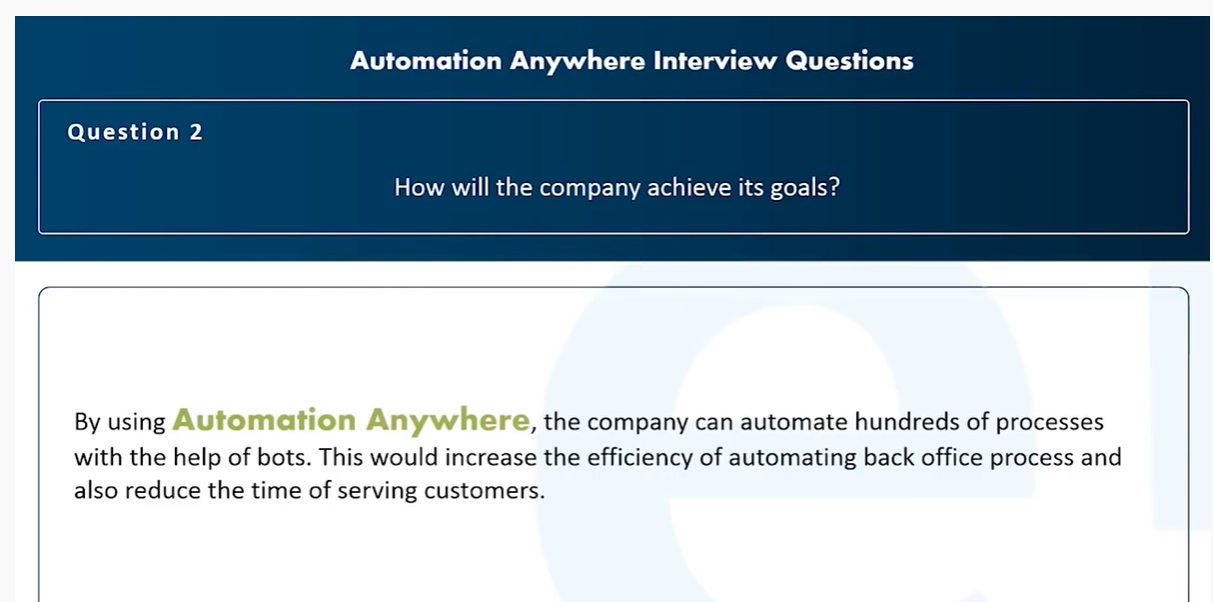 Automation Anywhere Interview Questions
Question 2
How will the company achieve its goals?
By using Automation Anywhere, the company can automate hundreds of processes
with the help of bots. This would increase the efficiency of automating back office process and
also reduce the time of serving customers.